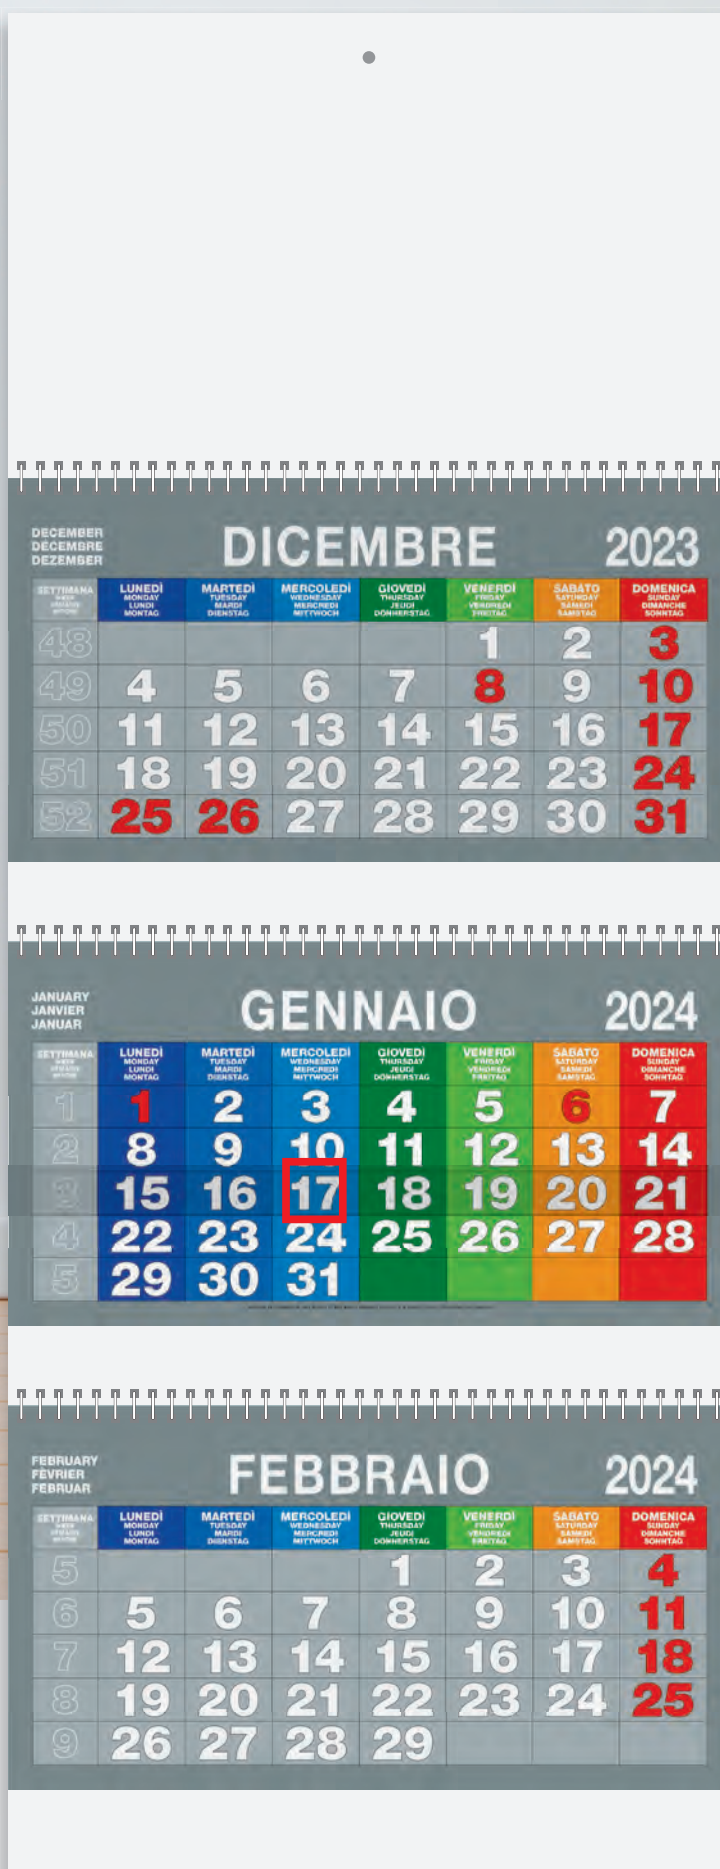 DICEMBRE 2023
DECEMBER
DÉCEMBRE
DEZEMBER
SETTIMANA LUNEDÌ MARTEDÌ MERCOLEDÌ GIOVEDÌ VENERDÌ SABATO DOMENICA
WEEK MONDAY TUESDAY WEDNESDAY THURSDAY FRIDAY SATURDAY SUNDAY
LUNDI MARDI MERCREDI JEUDI VENDREDI SAMEDI DIMANCHE
MONTAG DIENSTAG MITTWOCH DONNERSTAG FREITAG SAMSTAG SONNTAG
48 1 2 3
49 4 5 6 7 8 9 10
50 11 12 13 14 15 16 17
51 18 19 20 21 22 23 24
52 25 26 27 28 29 30 31
GENNAIO 2024
JANUARY
JANVIER
JANUAR
SETTIMANA LUNEDÌ MARTEDÌ MERCOLEDÌ GIOVEDÌ VENERDÌ SABATO DOMENICA
WEEK MONDAY TUESDAY WEDNESDAY THURSDAY FRIDAY SATURDAY SUNDAY
LUNDI MARDI MERCREDI JEUDI VENDREDI SAMEDI DIMANCHE
MONTAG DIENSTAG MITTWOCH DONNERSTAG FREITAG SAMSTAG SONNTAG
1 1 2 3 4 5 6 7
2 8 9 10 11 12 13 14
3 15 16 17 18 19 20 21
4 22 23 24 25 26 27 28
5 29 30 31
FEBBRAIO 2024
FEBRUARY
FÉVRIER
FEBRUAR
SETTIMANA LUNEDÌ MARTEDÌ MERCOLEDÌ GIOVEDÌ VENERDÌ SABATO DOMENICA
WEEK MONDAY TUESDAY WEDNESDAY THURSDAY FRIDAY SATURDAY SUNDAY
LUNDI MARDI MERCREDI JEUDI VENDREDI SAMEDI DIMANCHE
MONTAG DIENSTAG MITTWOCH DONNERSTAG FREITAG SAMSTAG SONNTAG
5 1 2 3 4
6 5 6 7 8 9 10 11
7 12 13 14 15 16 17 18
8 19 20 21 22 23 24 25
9 26 27 28 29